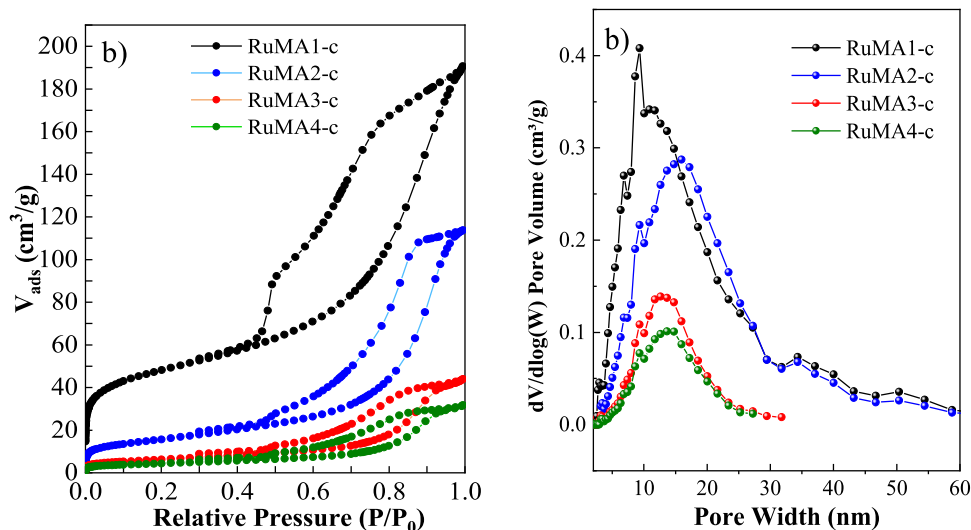 b)
RuMA1-c
RuMA2-c
RuMA3-c
RuMA4-c
200
180
160
140
120
100
80
60
40
20
0
0.0 0.2 0.4 0.6 0.8 1.0
V_ads (cm³/g)
Relative Pressure (P/P₀)
b)
RuMA1-c
RuMA2-c
RuMA3-c
RuMA4-c
0.4
0.3
0.2
0.1
0.0
10 20 30 40 50 60
dV/dlog(W) Pore Volume (cm³/g)
Pore Width (nm)